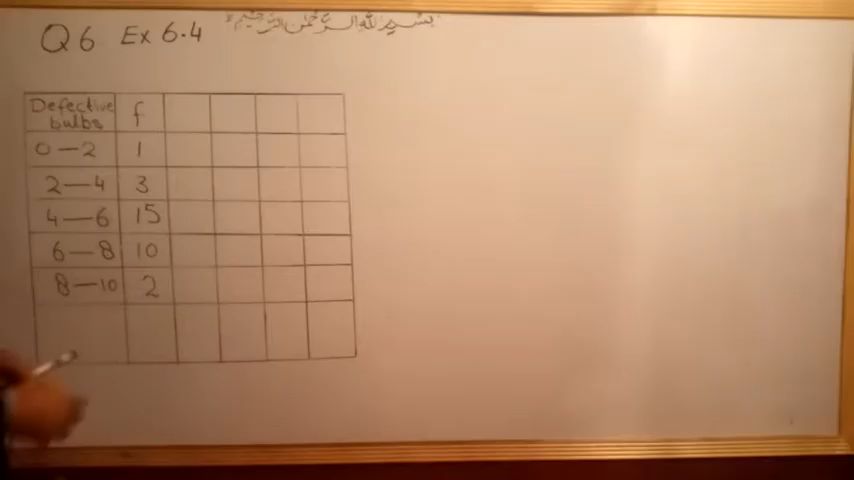 Q6 Ex 6.4
بسم الله الرحمن الرحيم
Defective bulbs f
0 — 2 1
2 — 4 3
4 — 6 15
6 — 8 10
8 — 10 2